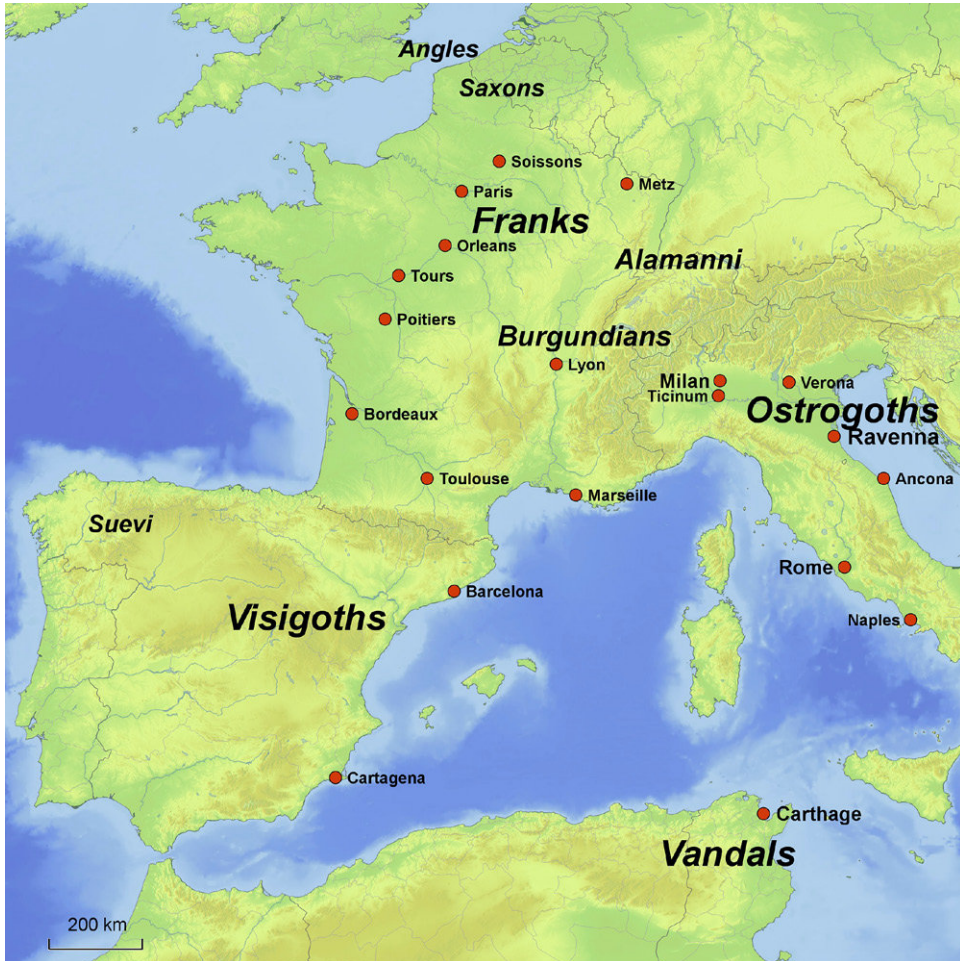 Angles
Saxons
Soissons
Metz
Paris
Franks
Orleans
Alamanni
Tours
Poitiers
Burgundians
Lyon
Milan
Verona
Ticinum
Ostrogoths
Bordeaux
Ravenna
Toulouse
Ancona
Marseille
Suevi
Rome
Barcelona
Visigoths
Naples
Cartagena
Carthage
Vandals
200 km